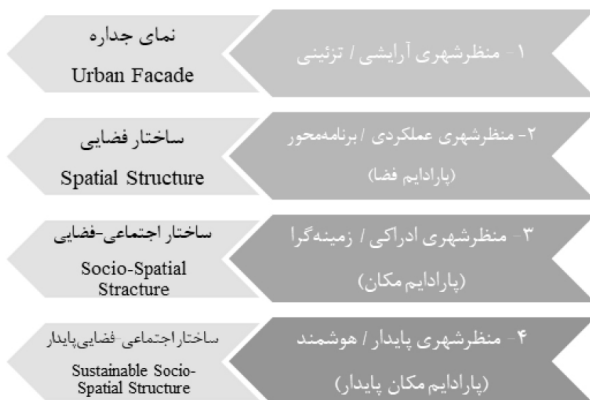 ۱- منظرشهری آرایشی / تزئینی
نمای جداره
Urban Facade
۲- منظرشهری عملکردی / برنامه‌محور
(پارادایم فضا)
ساختار فضایی
Spatial Structure
۳- منظرشهری ادراکی / زمینه‌گرا
(پارادایم مکان)
ساختار اجتماعی-فضایی
Socio-Spatial
Stracture
۴- منظرشهری پایدار / هوشمند
(پارادایم مکان پایدار)
ساختار اجتماعی-فضایی‌پایدار
Sustainable Socio-
Spatial Structure